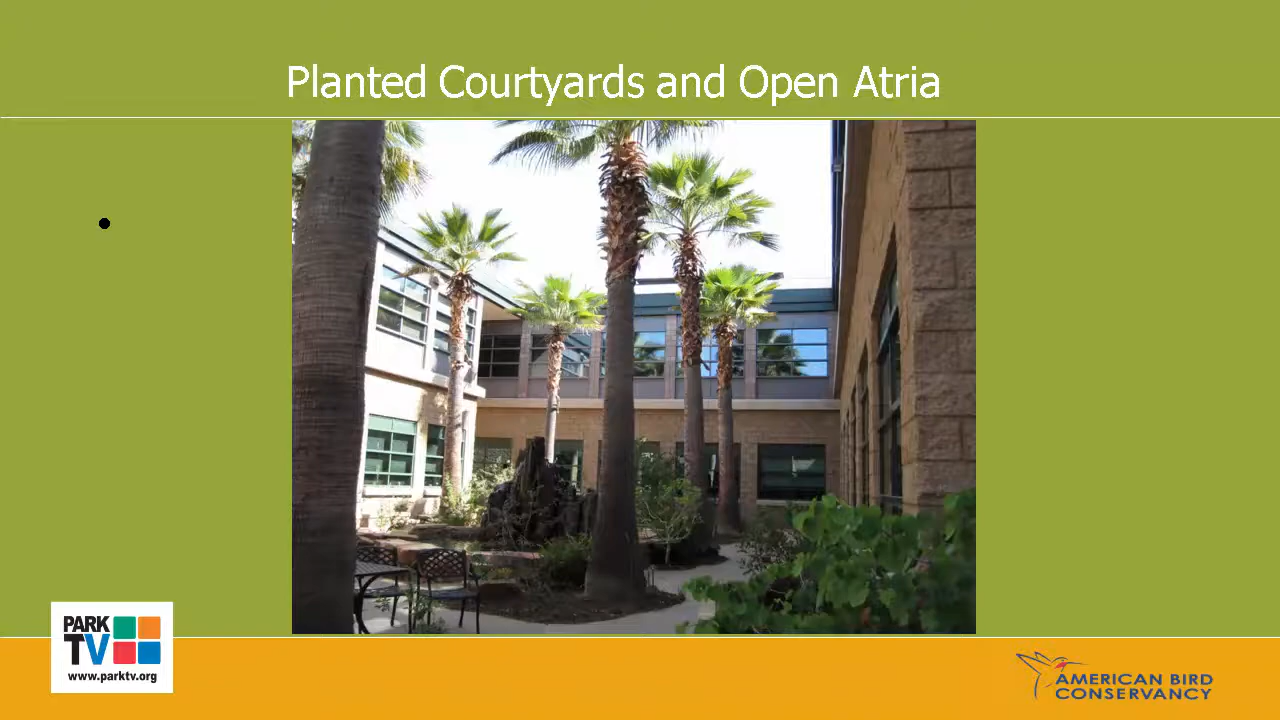 Planted Courtyards and Open Atria
PARK
TV
www.parktv.org
AMERICAN BIRD
CONSERVANCY